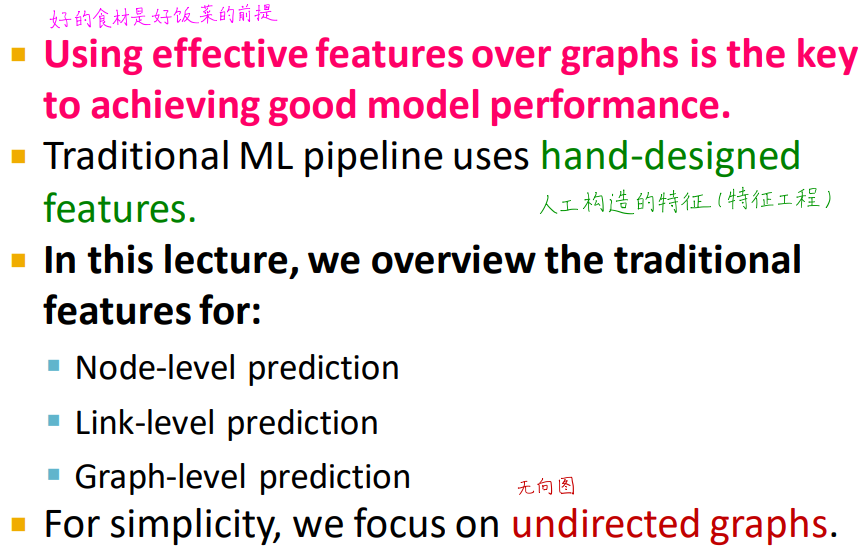 好的食材是好饭菜的前提
Using effective features over graphs is the key
to achieving good model performance.
Traditional ML pipeline uses hand-designed
features.
人工构造的特征(特征工程)
In this lecture, we overview the traditional
features for:
Node-level prediction
Link-level prediction
Graph-level prediction
无向图
For simplicity, we focus on undirected graphs.